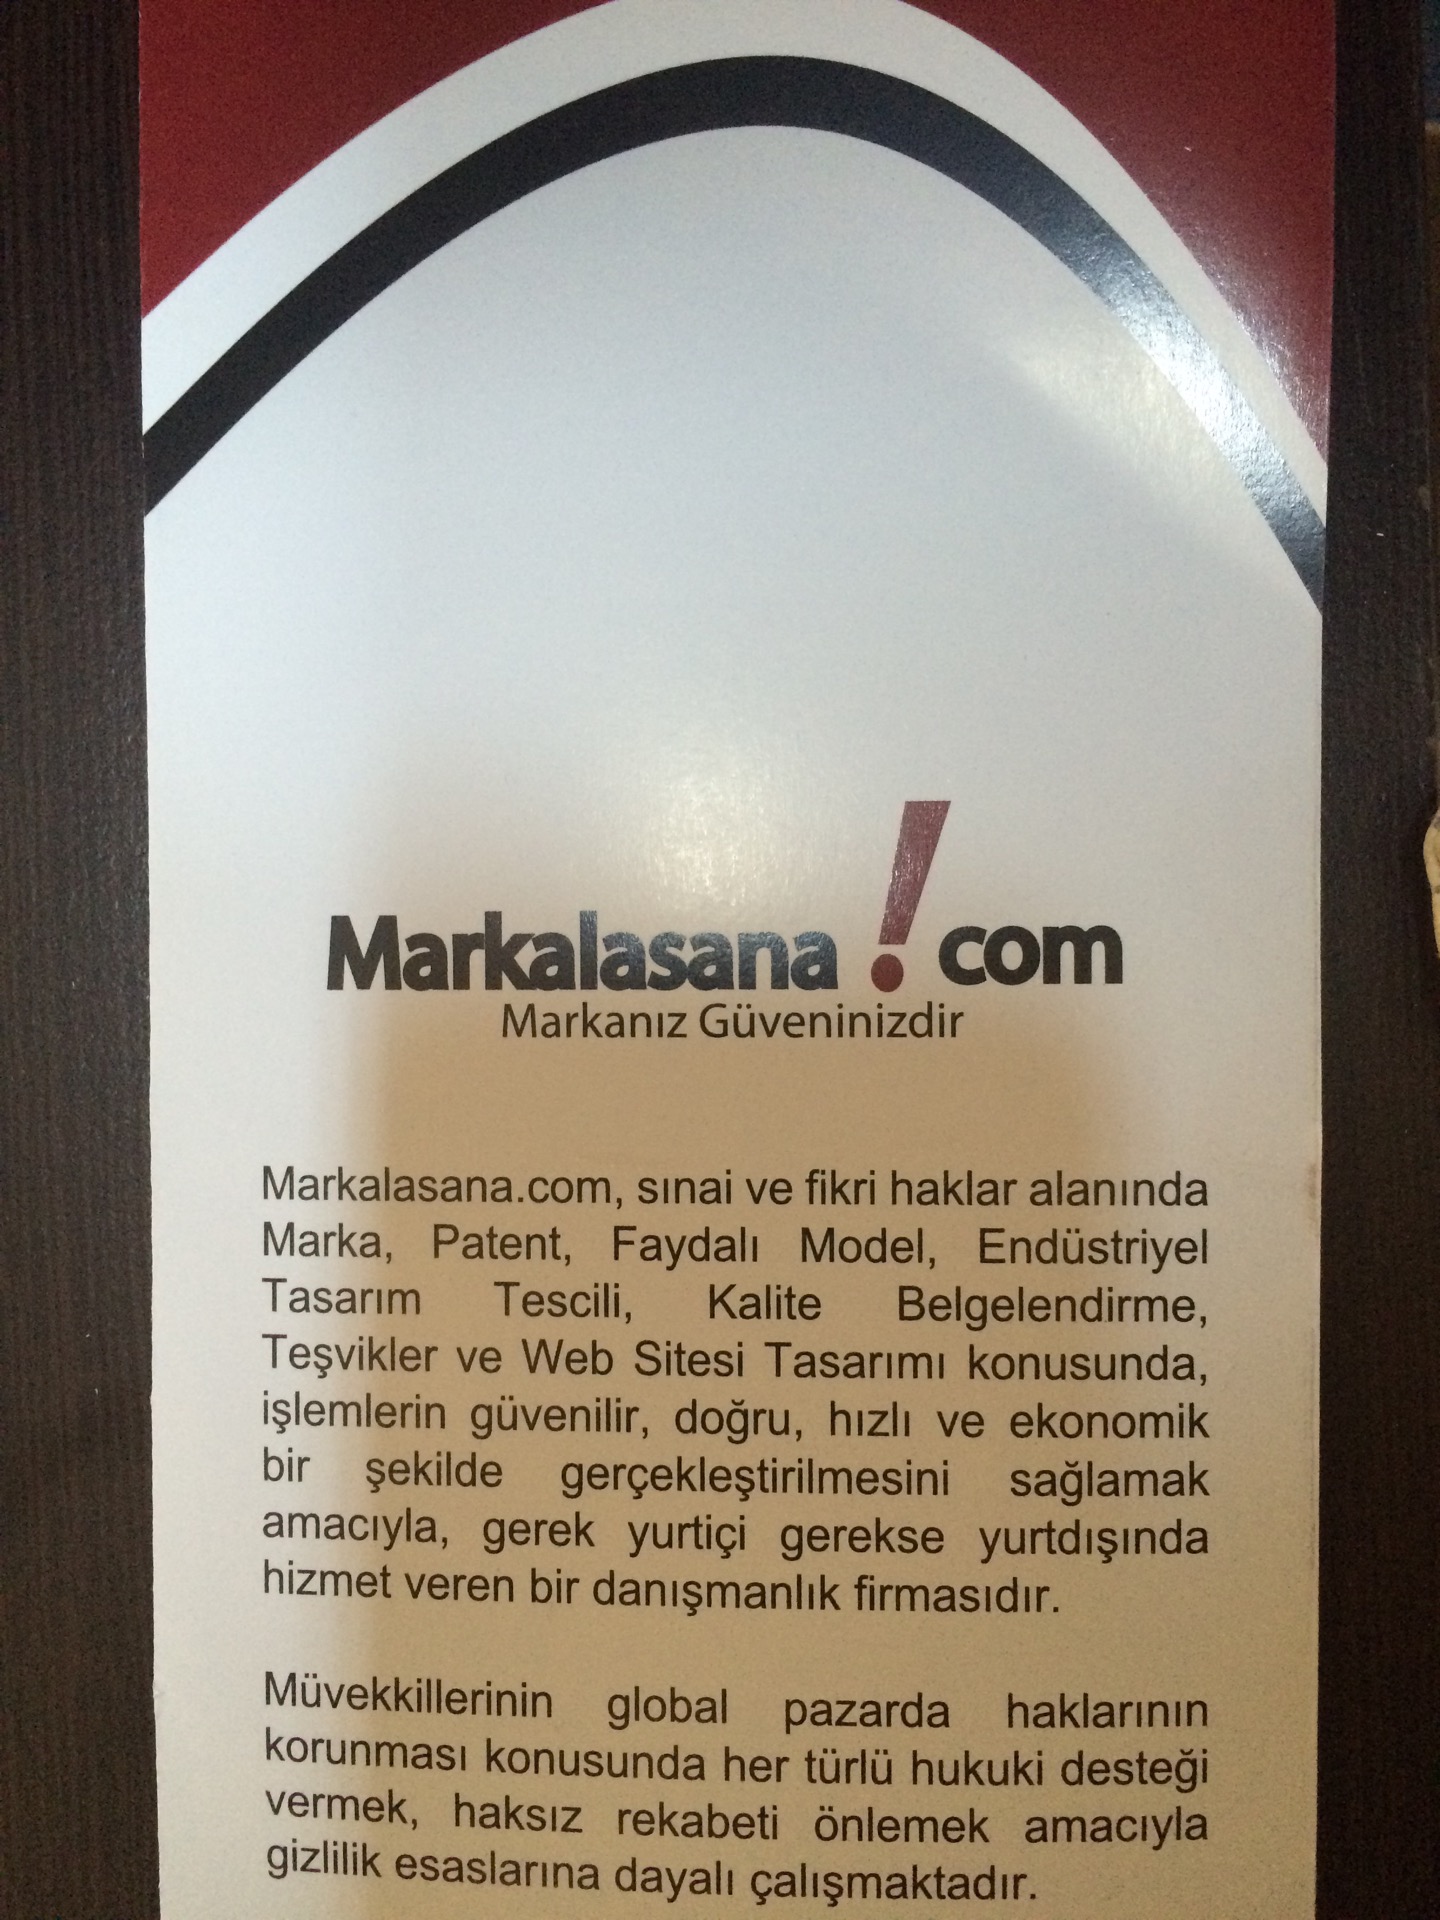 Markalasana!com
Markanız Güveninizdir
Markalasana.com, sınai ve fikri haklar alanında
Marka, Patent, Faydalı Model, Endüstriyel
Tasarım Tescili, Kalite Belgelendirme,
Teşvikler ve Web Sitesi Tasarımı konusunda,
işlemlerin güvenilir, doğru, hızlı ve ekonomik
bir şekilde gerçekleştirilmesini sağlamak
amacıyla, gerek yurtiçi gerekse yurtdışında
hizmet veren bir danışmanlık firmasıdır.
Müvekkillerinin global pazarda haklarının
korunması konusunda her türlü hukuki desteği
vermek, haksız rekabeti önlemek amacıyla
gizlilik esaslarına dayalı çalışmaktadır.